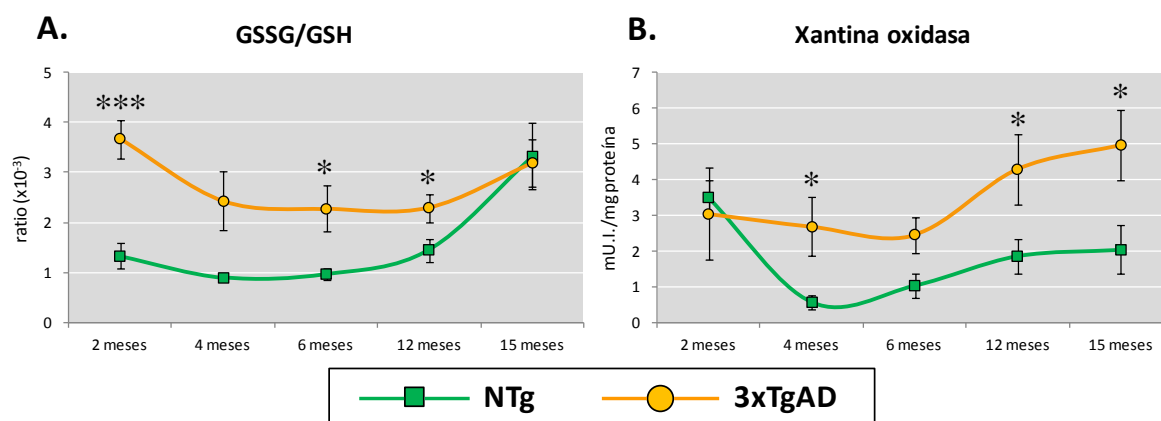 A.
GSSG/GSH
ratio (x10⁻³)
5
4
3
2
1
0
***
*
*
2 meses 4 meses 6 meses 12 meses 15 meses
B.
Xantina oxidasa
mU.I./mgproteína
7
6
5
4
3
2
1
0
*
*
*
2 meses 4 meses 6 meses 12 meses 15 meses
NTg 3xTgAD